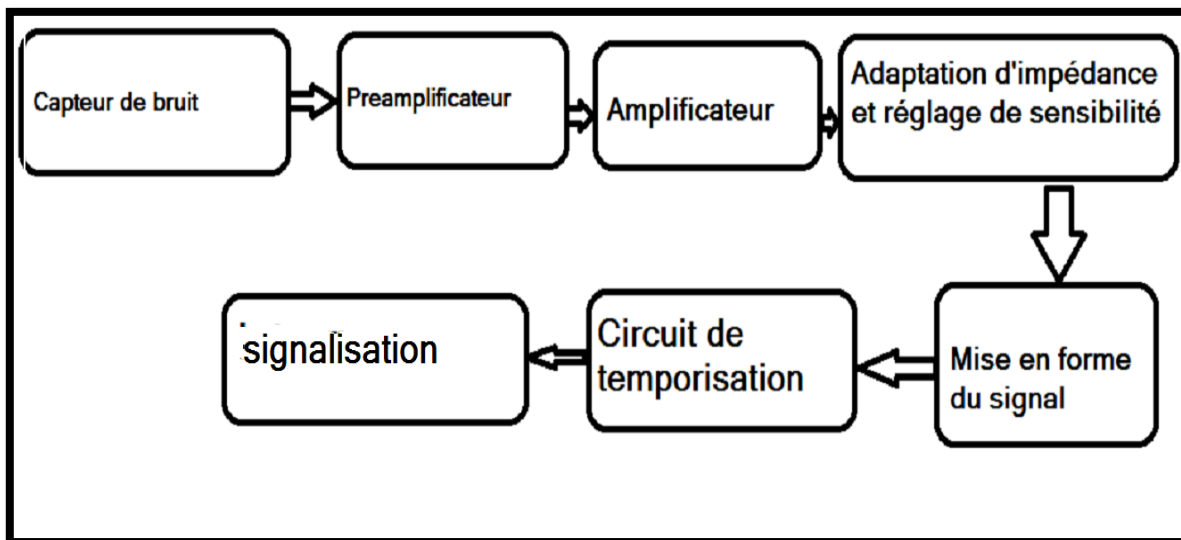 Capteur de bruit
Preamplificateur
Amplificateur
Adaptation d'impédance
et réglage de sensibilité
Mise en forme
du signal
Circuit de
temporisation
signalisation